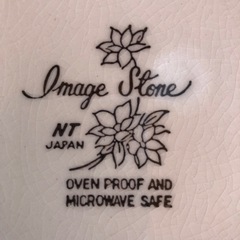 Image Stone
NT
JAPAN
OVEN PROOF AND
MICROWAVE SAFE